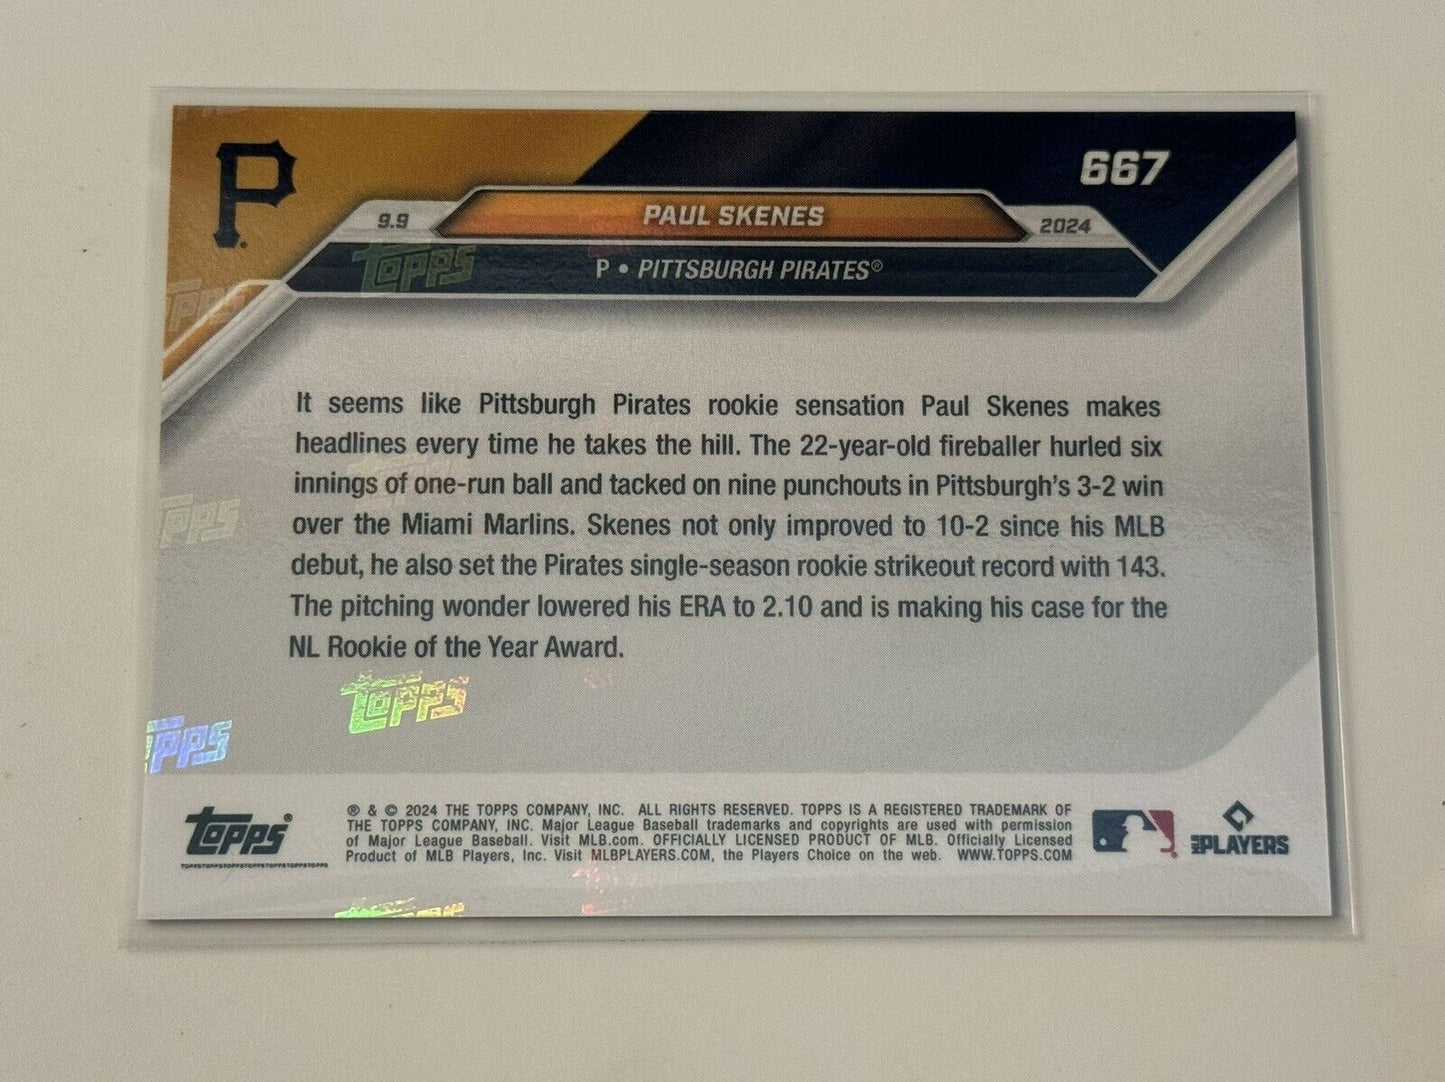 P
667
9.9
PAUL SKENES
2024
P • PITTSBURGH PIRATES®
It seems like Pittsburgh Pirates rookie sensation Paul Skenes makes
headlines every time he takes the hill. The 22-year-old fireballer hurled six
innings of one-run ball and tacked on nine punchouts in Pittsburgh's 3-2 win
over the Miami Marlins. Skenes not only improved to 10-2 since his MLB
debut, he also set the Pirates single-season rookie strikeout record with 143.
The pitching wonder lowered his ERA to 2.10 and is making his case for the
NL Rookie of the Year Award.
TOPPS
TOPPS
TOPPS®
® & © 2024 THE TOPPS COMPANY, INC. ALL RIGHTS RESERVED. TOPPS IS A REGISTERED TRADEMARK OF
THE TOPPS COMPANY, INC. Major League Baseball trademarks and copyrights are used with permission
of Major League Baseball. Visit MLB.com. OFFICIALLY LICENSED PRODUCT OF MLB. Officially Licensed
Product of MLB Players, Inc. Visit MLBPLAYERS.COM, the Players Choice on the web. WWW.TOPPS.COM
MLB PLAYERS